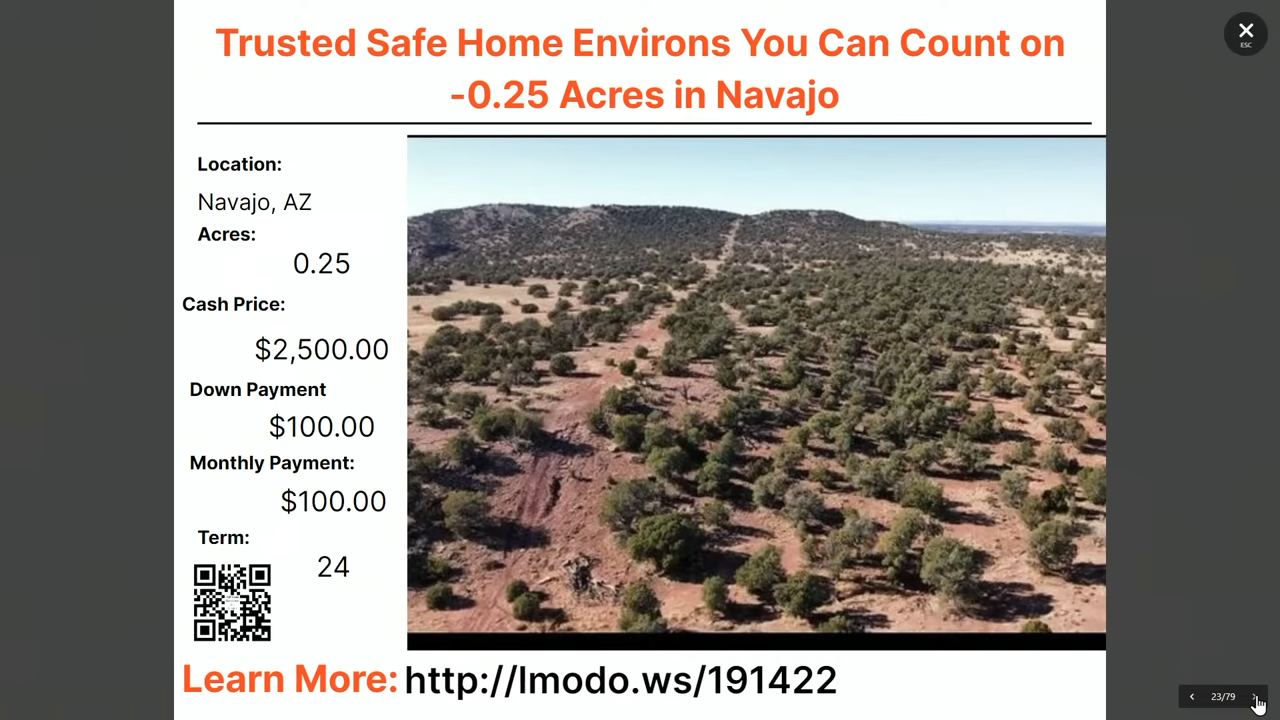 Trusted Safe Home Environs You Can Count on
-0.25 Acres in Navajo
Location:
Navajo, AZ
Acres:
0.25
Cash Price:
$2,500.00
Down Payment
$100.00
Monthly Payment:
$100.00
Term:
24
Learn More: http://lmodo.ws/191422
ESC
23/79